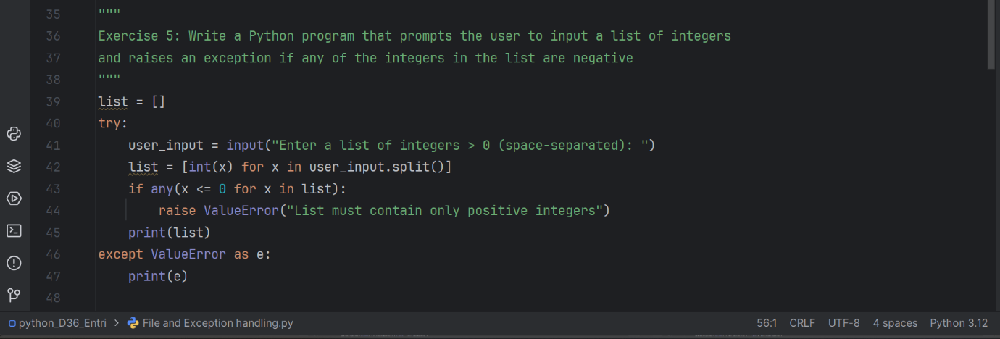 35 """
36 Exercise 5: Write a Python program that prompts the user to input a list of integers
37 and raises an exception if any of the integers in the list are negative
38 """
39 list = []
40 try:
41     user_input = input("Enter a list of integers > 0 (space-separated): ")
42     list = [int(x) for x in user_input.split()]
43     if any(x <= 0 for x in list):
44         raise ValueError("List must contain only positive integers")
45     print(list)
46 except ValueError as e:
47     print(e)
48
python_D36_Entri > File and Exception handling.py 56:1 CRLF UTF-8 4 spaces Python 3.12